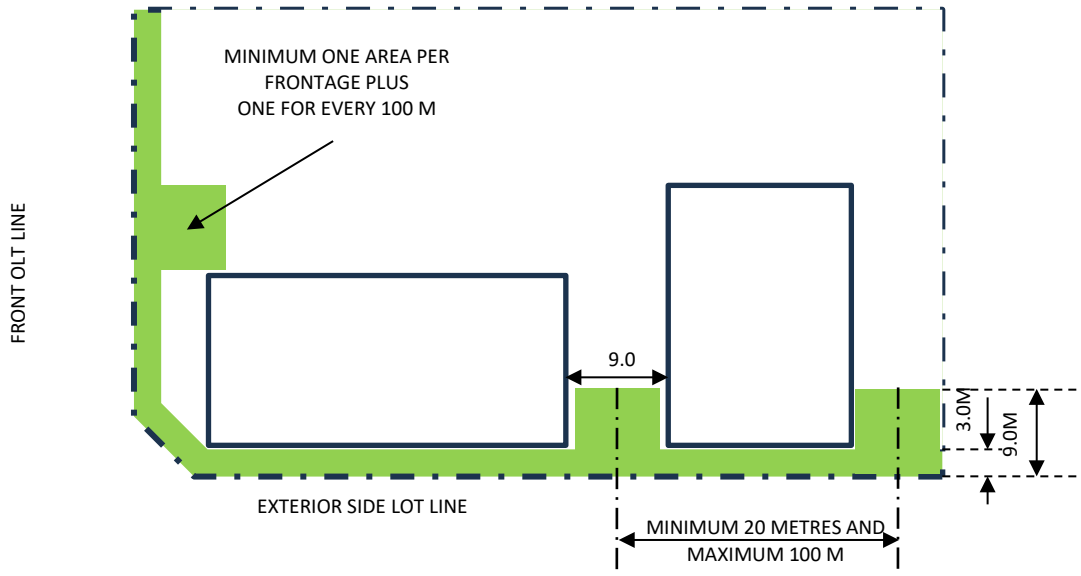 MINIMUM ONE AREA PER
FRONTAGE PLUS
ONE FOR EVERY 100 M
FRONT OLT LINE
9.0
3.0M
9.0M
EXTERIOR SIDE LOT LINE
MINIMUM 20 METRES AND
MAXIMUM 100 M